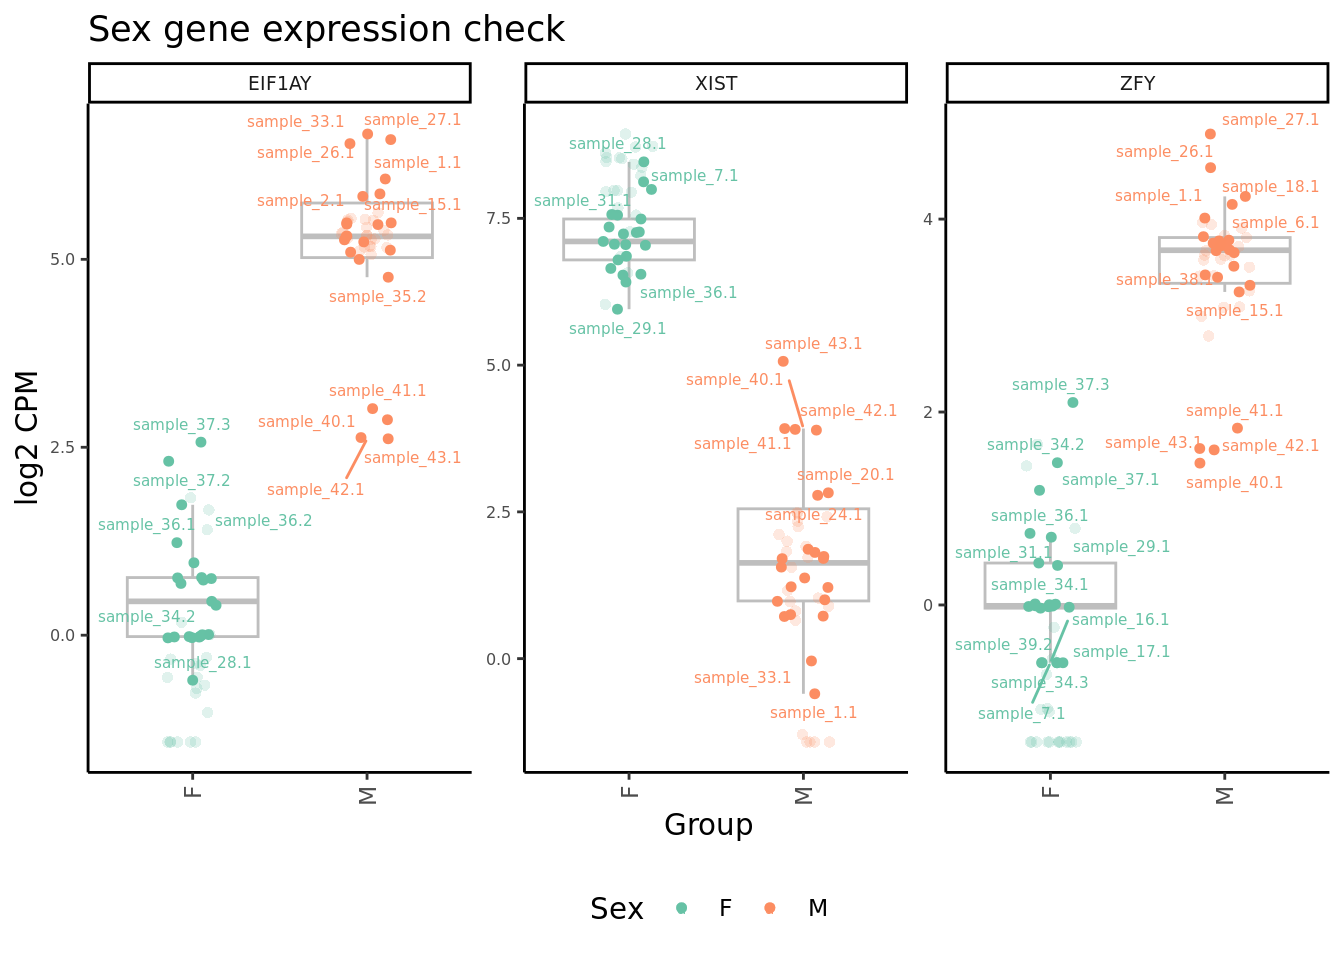 Sex gene expression check
EIF1AY
XIST
ZFY
log2 CPM
5.0
2.5
0.0
sample_33.1
sample_27.1
sample_26.1
sample_1.1
sample_2.1
sample_15.1
sample_35.2
sample_41.1
sample_40.1
sample_43.1
sample_42.1
sample_37.3
sample_37.2
sample_36.1
sample_36.2
sample_34.2
sample_28.1
F
M
7.5
5.0
2.5
0.0
sample_28.1
sample_7.1
sample_31.1
sample_36.1
sample_29.1
sample_43.1
sample_40.1
sample_42.1
sample_41.1
sample_20.1
sample_24.1
sample_33.1
sample_1.1
F
M
4
2
0
sample_27.1
sample_26.1
sample_18.1
sample_1.1
sample_6.1
sample_38.1
sample_15.1
sample_37.3
sample_41.1
sample_34.2
sample_43.1
sample_42.1
sample_37.1
sample_40.1
sample_36.1
sample_31.1
sample_29.1
sample_34.1
sample_16.1
sample_39.2
sample_17.1
sample_34.3
sample_7.1
F
M
Group
Sex
F
M